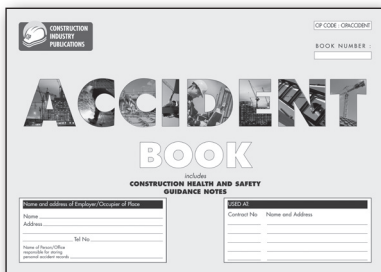 CONSTRUCTION
INDUSTRY
PUBLICATIONS
OP CODE : OPACCIDENT
BOOK NUMBER :
ACCIDENT
BOOK
includes
CONSTRUCTION HEALTH AND SAFETY
GUIDANCE NOTES
Name and address of Employer/Occupier of Place
Name
Address
Tel No
Name of Person/Office
responsible for storing
personal accident records
USED AT:
Contract No Name and Address